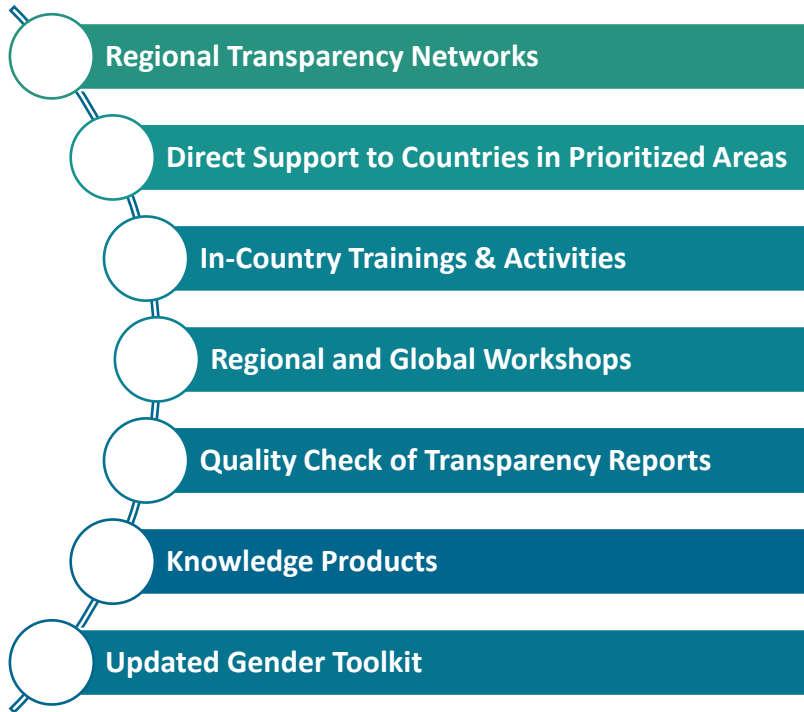 Regional Transparency Networks
Direct Support to Countries in Prioritized Areas
In-Country Trainings & Activities
Regional and Global Workshops
Quality Check of Transparency Reports
Knowledge Products
Updated Gender Toolkit